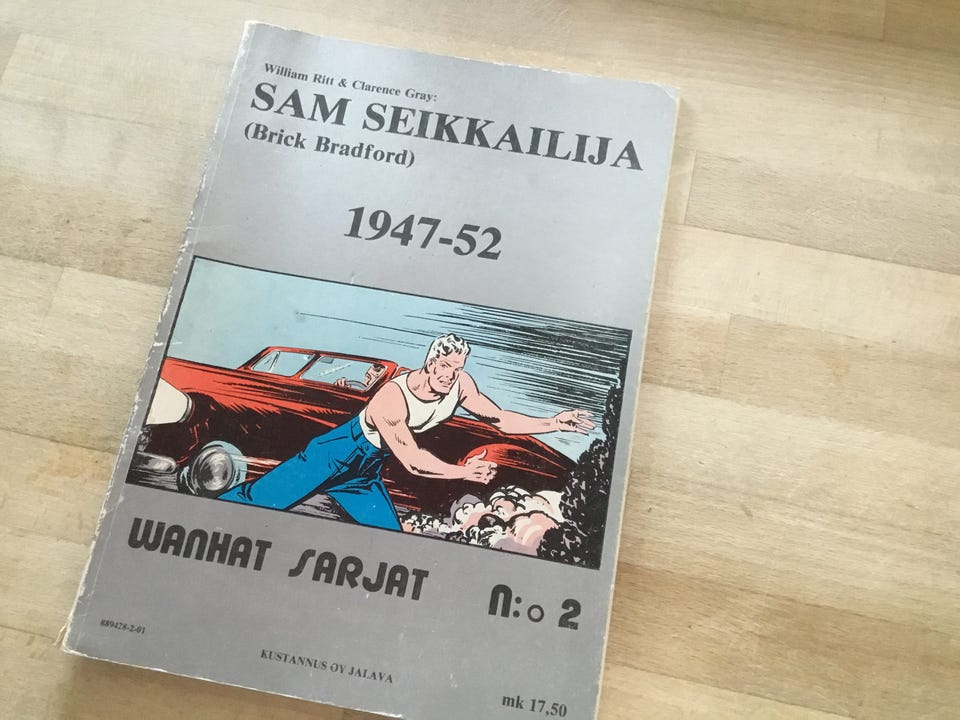 William Ritt & Clarence Gray:
SAM SEIKKAILIJA
(Brick Bradford)
1947-52
WANHAT SARJAT N:o 2
889428-2-01
KUSTANNUS OY JALAVA
mk 17,50